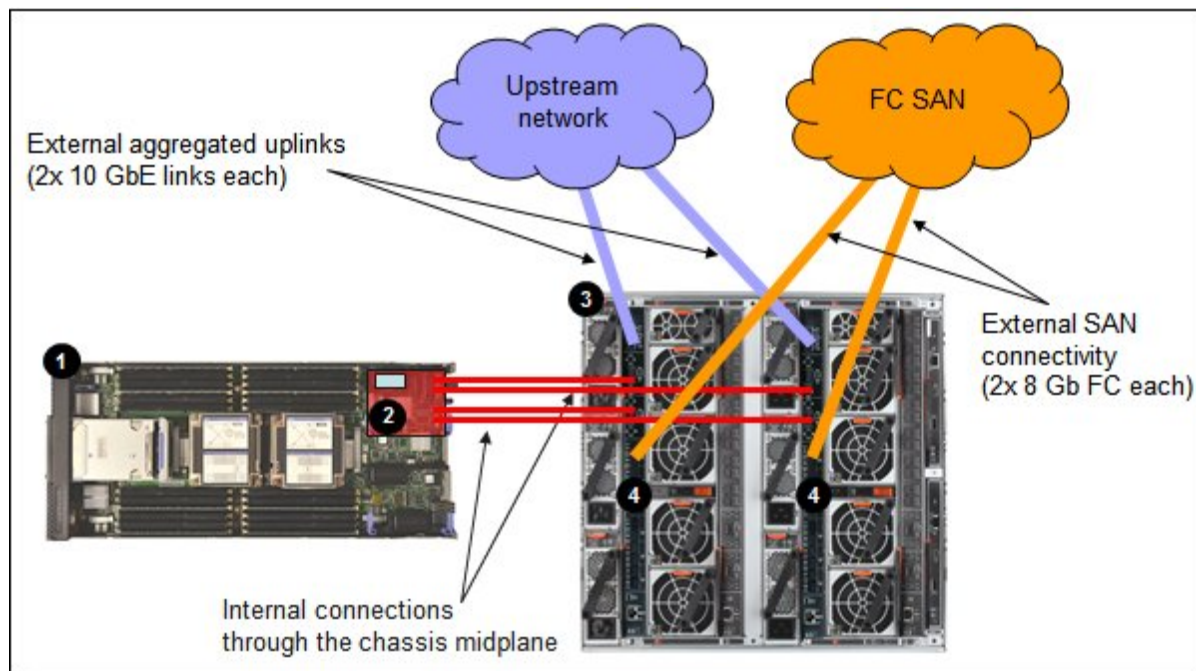 Upstream
network
FC SAN
External aggregated uplinks
(2x 10 GbE links each)
3
External SAN
connectivity
(2x 8 Gb FC each)
1
2
4
4
Internal connections
through the chassis midplane